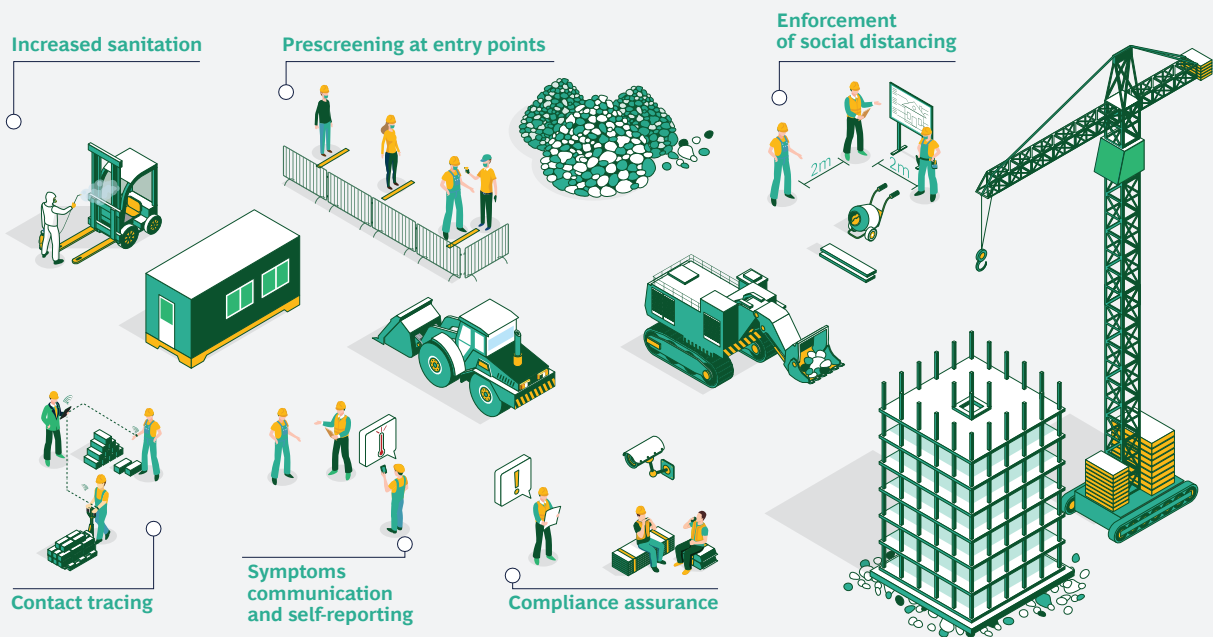 Increased sanitation
Prescreening at entry points
Enforcement
of social distancing
2m
2m
Contact tracing
Symptoms
communication
and self-reporting
!
Compliance assurance